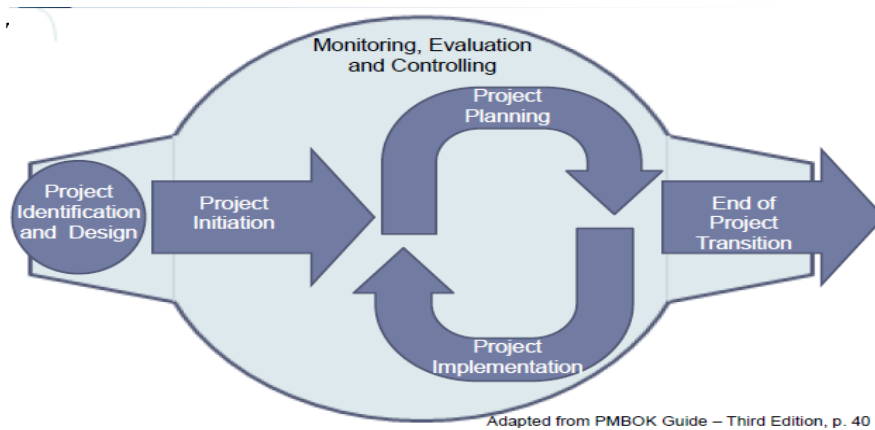 Monitoring, Evaluation
and Controlling
Project
Planning
Project
Identification
and Design
Project
Initiation
End of
Project
Transition
Project
Implementation
Adapted from PMBOK Guide – Third Edition, p. 40